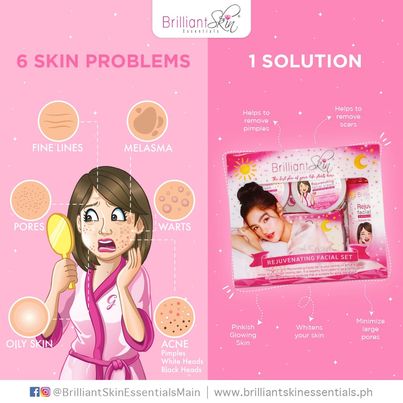 Brilliant Skin
Essentials
6 SKIN PROBLEMS
FINE LINES
MELASMA
PORES
WARTS
OILY SKIN
ACNE
Pimples
White Heads
Black Heads
1 SOLUTION
Helps to
remove
pimples
Helps to
remove
scars
Brilliant Skin
REJUVENATING FACIAL SET
Rejuv
facial
Pinkish
Glowing
Skin
Whitens
your skin
Minimize
large
pores
@BrilliantSkinEssentialsMain | www.brilliantskinessentials.ph